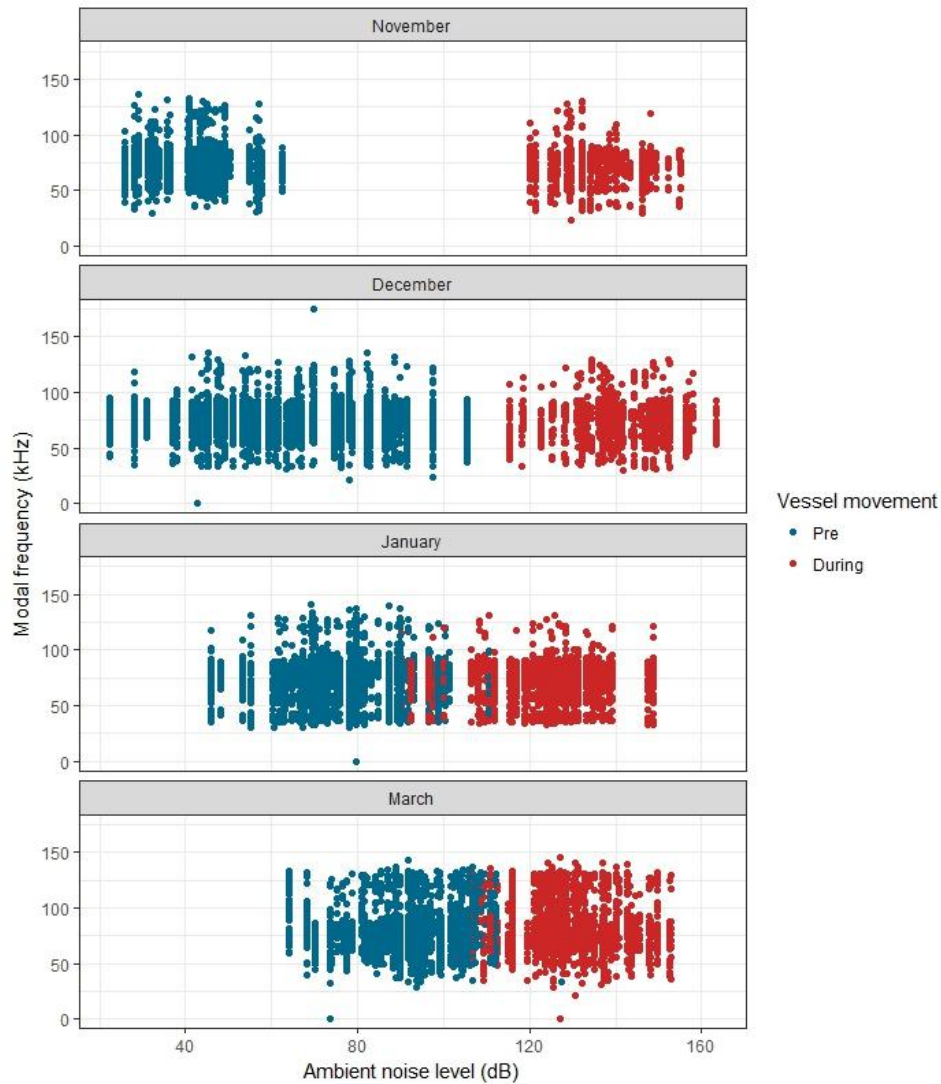 November
150
100
50
0
December
150
100
50
0
January
150
100
50
0
March
150
100
50
0
40 80 120 160
Ambient noise level (dB)
Modal frequency (kHz)
Vessel movement
Pre
During